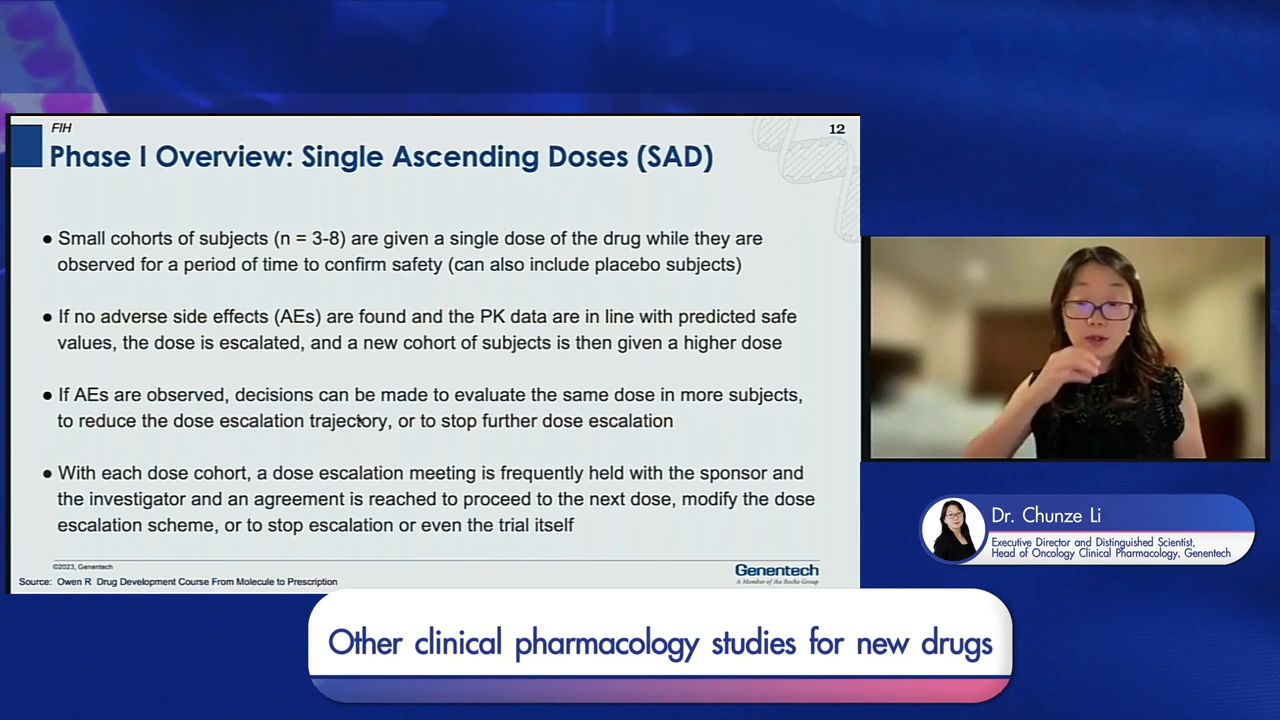 FIH
12
Phase I Overview: Single Ascending Doses (SAD)
● Small cohorts of subjects (n = 3-8) are given a single dose of the drug while they are
observed for a period of time to confirm safety (can also include placebo subjects)
● If no adverse side effects (AEs) are found and the PK data are in line with predicted safe
values, the dose is escalated, and a new cohort of subjects is then given a higher dose
● If AEs are observed, decisions can be made to evaluate the same dose in more subjects,
to reduce the dose escalation trajectory, or to stop further dose escalation
● With each dose cohort, a dose escalation meeting is frequently held with the sponsor and
the investigator and an agreement is reached to proceed to the next dose, modify the dose
escalation scheme, or to stop escalation or even the trial itself
©2023, Genentech
Source: Owen R Drug Development Course From Molecule to Prescription
Genentech
A Member of the Roche Group
Dr. Chunze Li
Executive Director and Distinguished Scientist,
Head of Oncology Clinical Pharmacology, Genentech
Other clinical pharmacology studies for new drugs